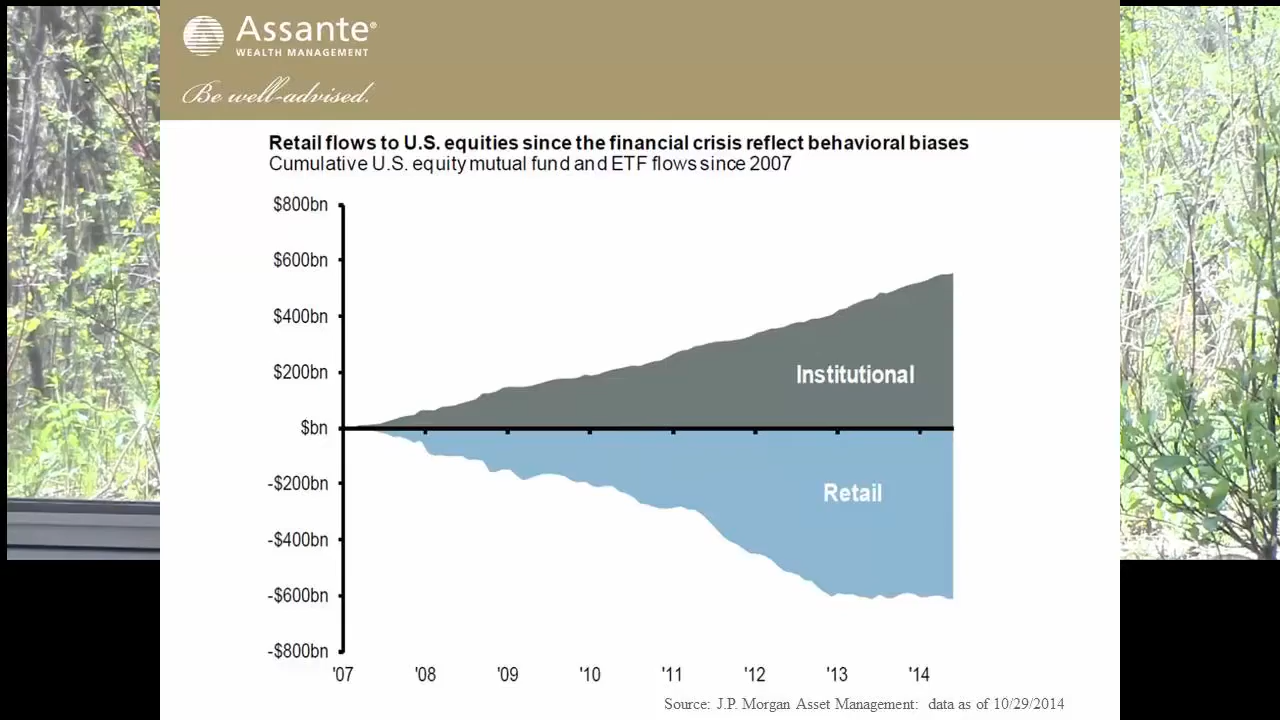 Assante®
WEALTH MANAGEMENT
Be well-advised.
Retail flows to U.S. equities since the financial crisis reflect behavioral biases
Cumulative U.S. equity mutual fund and ETF flows since 2007
$800bn
$600bn
$400bn
$200bn
$bn
-$200bn
-$400bn
-$600bn
-$800bn
Institutional
Retail
'07 '08 '09 '10 '11 '12 '13 '14
Source: J.P. Morgan Asset Management: data as of 10/29/2014